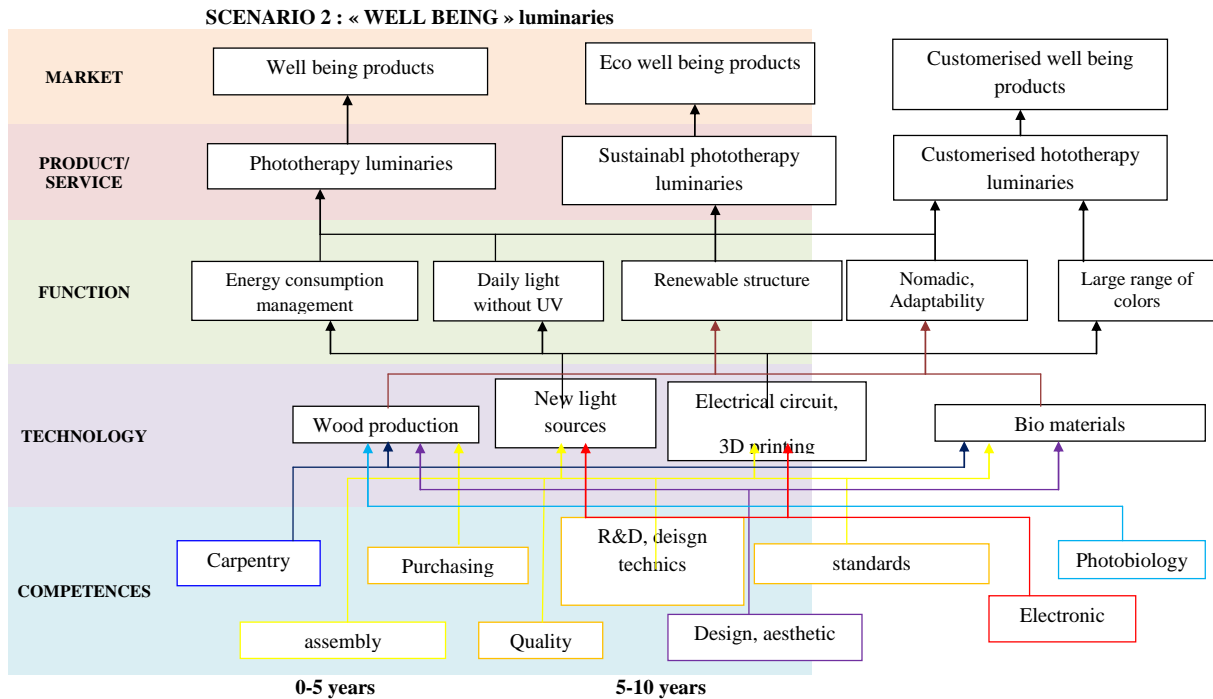 SCENARIO 2 : « WELL BEING » luminaries
MARKET
Well being products
Eco well being products
Customerised well being
products
PRODUCT/
SERVICE
Phototherapy luminaries
Sustainabl phototherapy
luminaries
Customerised hototherapy
luminaries
FUNCTION
Energy consumption
management
Daily light
without UV
Renewable structure
Nomadic,
Adaptability
Large range of
colors
TECHNOLOGY
Wood production
New light
sources
Electrical circuit,
3D printing
Bio materials
COMPETENCES
Carpentry
Purchasing
R&D, deisgn
technics
standards
Photobiology
assembly
Quality
Design, aesthetic
Electronic
0-5 years
5-10 years